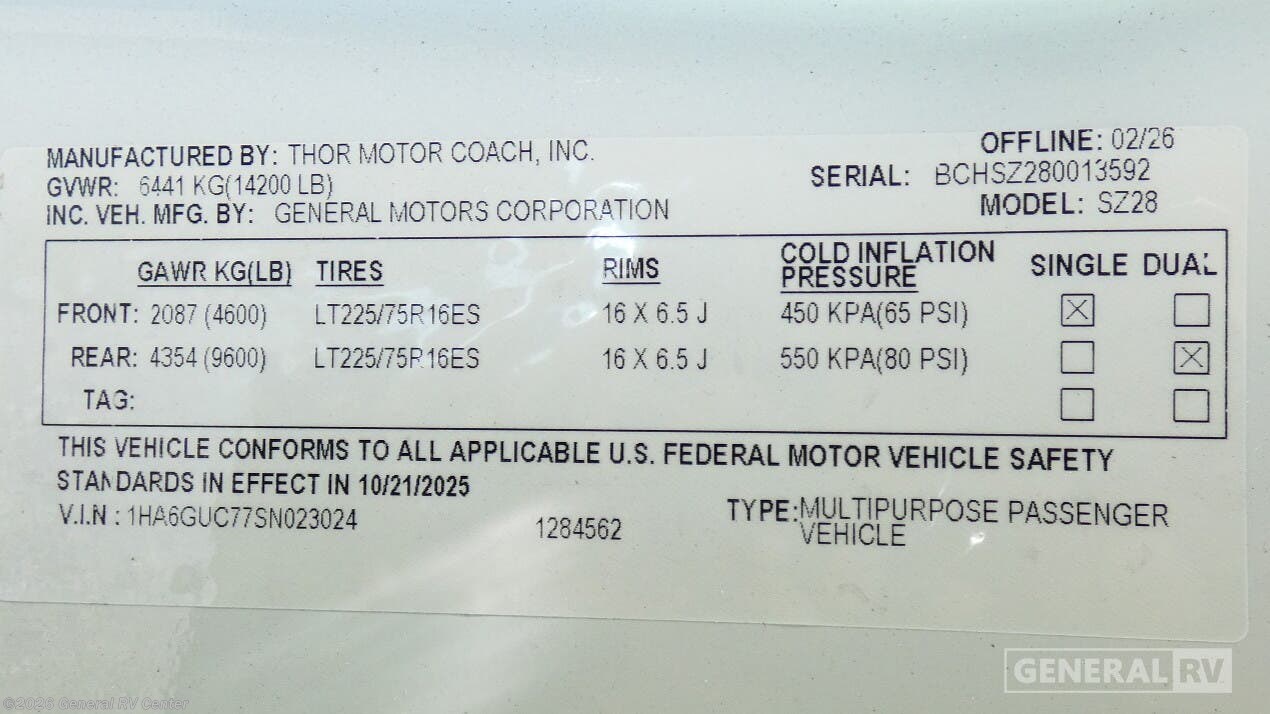 MANUFACTURED BY: THOR MOTOR COACH, INC.
OFFLINE: 02/26
GVWR: 6441 KG(14200 LB)
SERIAL: BCHSZ280013592
INC. VEH. MFG. BY: GENERAL MOTORS CORPORATION
MODEL: SZ28
GAWR KG(LB) TIRES RIMS COLD INFLATION PRESSURE SINGLE DUAL
FRONT: 2087 (4600) LT225/75R16ES 16 X 6.5 J 450 KPA(65 PSI)
REAR: 4354 (9600) LT225/75R16ES 16 X 6.5 J 550 KPA(80 PSI)
TAG:
THIS VEHICLE CONFORMS TO ALL APPLICABLE U.S. FEDERAL MOTOR VEHICLE SAFETY
STANDARDS IN EFFECT IN 10/21/2025
V.I.N : 1HA6GUC77SN023024 1284562 TYPE:MULTIPURPOSE PASSENGER
VEHICLE
GENERAL RV
©2026 General RV Center